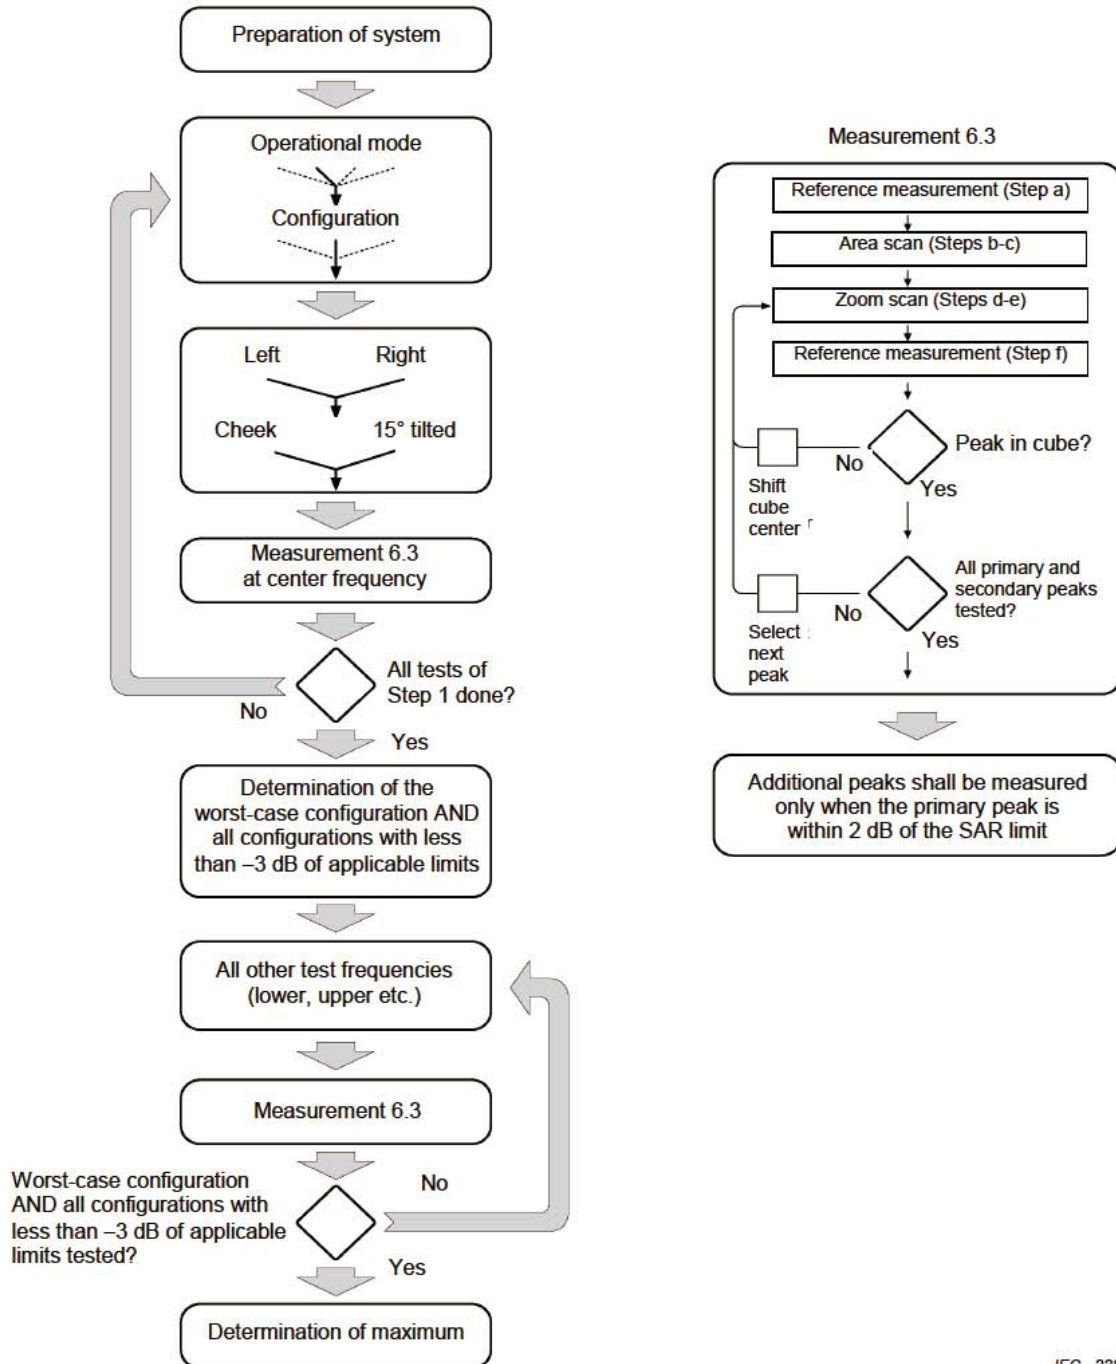 Preparation of system
Operational mode
Configuration
Left Right
Cheek 15° tilted
Measurement 6.3
at center frequency
All tests of
Step 1 done?
No
Yes
Determination of the
worst-case configuration AND
all configurations with less
than –3 dB of applicable limits
All other test frequencies
(lower, upper etc.)
Measurement 6.3
Worst-case configuration
AND all configurations with
less than –3 dB of applicable
limits tested?
No
Yes
Determination of maximum
Measurement 6.3
Reference measurement (Step a)
Area scan (Steps b-c)
Zoom scan (Steps d-e)
Reference measurement (Step f)
Peak in cube?
No
Yes
Shift
cube
center
All primary and
secondary peaks
tested?
No
Yes
Select
next
peak
Additional peaks shall be measured
only when the primary peak is
within 2 dB of the SAR limit